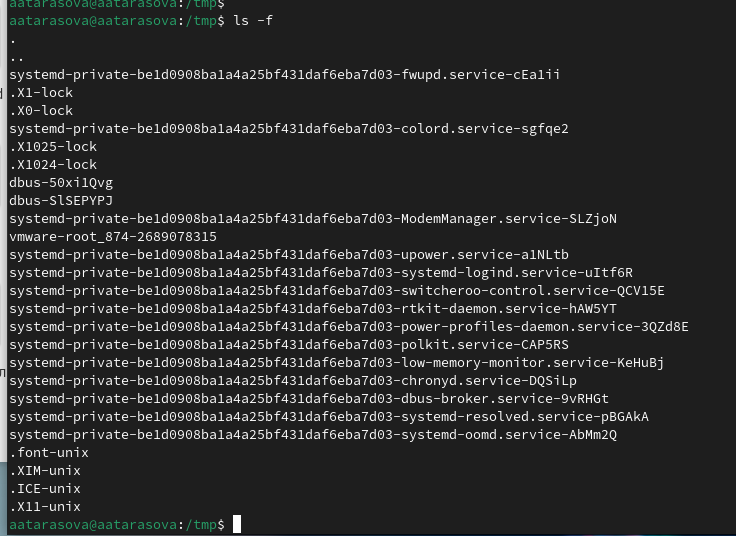 aatarasova@aatarasova:/tmp$
aatarasova@aatarasova:/tmp$ ls -f
.
..
systemd-private-be1d0908ba1a4a25bf431daf6eba7d03-fwupd.service-cEa1ii
.X1-lock
.X0-lock
systemd-private-be1d0908ba1a4a25bf431daf6eba7d03-colord.service-sgfqe2
.X1025-lock
.X1024-lock
dbus-50xi1Qvg
dbus-SlSEPYPJ
systemd-private-be1d0908ba1a4a25bf431daf6eba7d03-ModemManager.service-SLZjoN
vmware-root_874-2689078315
systemd-private-be1d0908ba1a4a25bf431daf6eba7d03-upower.service-a1NLtb
systemd-private-be1d0908ba1a4a25bf431daf6eba7d03-systemd-logind.service-uItf6R
systemd-private-be1d0908ba1a4a25bf431daf6eba7d03-switcheroo-control.service-QCV15E
systemd-private-be1d0908ba1a4a25bf431daf6eba7d03-rtkit-daemon.service-hAW5YT
systemd-private-be1d0908ba1a4a25bf431daf6eba7d03-power-profiles-daemon.service-3QZd8E
systemd-private-be1d0908ba1a4a25bf431daf6eba7d03-polkit.service-CAP5RS
systemd-private-be1d0908ba1a4a25bf431daf6eba7d03-low-memory-monitor.service-KeHuBj
systemd-private-be1d0908ba1a4a25bf431daf6eba7d03-chronyd.service-DQSiLp
systemd-private-be1d0908ba1a4a25bf431daf6eba7d03-dbus-broker.service-9vRHGt
systemd-private-be1d0908ba1a4a25bf431daf6eba7d03-systemd-resolved.service-pBGAkA
systemd-private-be1d0908ba1a4a25bf431daf6eba7d03-systemd-oomd.service-AbMm2Q
.font-unix
.XIM-unix
.ICE-unix
.X11-unix
aatarasova@aatarasova:/tmp$